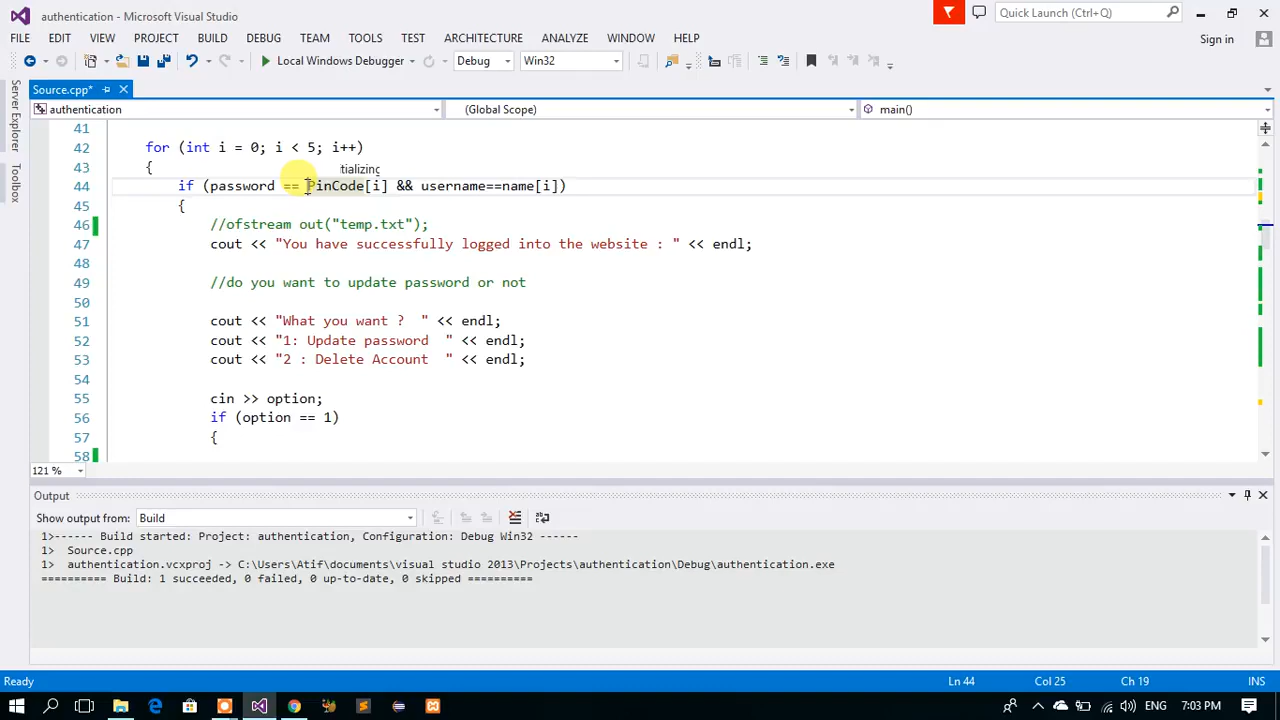 authentication - Microsoft Visual Studio
Quick Launch (Ctrl+Q)
FILE EDIT VIEW PROJECT BUILD DEBUG TEAM TOOLS TEST ARCHITECTURE ANALYZE WINDOW HELP
Sign in
Local Windows Debugger Debug Win32
Server Explorer
Toolbox
Source.cpp*
authentication (Global Scope) main()
41
42 for (int i = 0; i < 5; i++)
43 {
tializing
44 if (password == PinCode[i] && username==name[i])
45 {
46 //ofstream out("temp.txt");
47 cout << "You have successfully logged into the website : " << endl;
48
49 //do you want to update password or not
50
51 cout << "What you want ?  " << endl;
52 cout << "1: Update password  " << endl;
53 cout << "2 : Delete Account  " << endl;
54
55 cin >> option;
56 if (option == 1)
57 {
58
121 %
Output
Show output from: Build
1>------ Build started: Project: authentication, Configuration: Debug Win32 ------
1>  Source.cpp
1>  authentication.vcxproj -> C:\Users\Atif\documents\visual studio 2013\Projects\authentication\Debug\authentication.exe
========== Build: 1 succeeded, 0 failed, 0 up-to-date, 0 skipped ==========
Ready Ln 44 Col 25 Ch 19 INS
ENG 7:03 PM